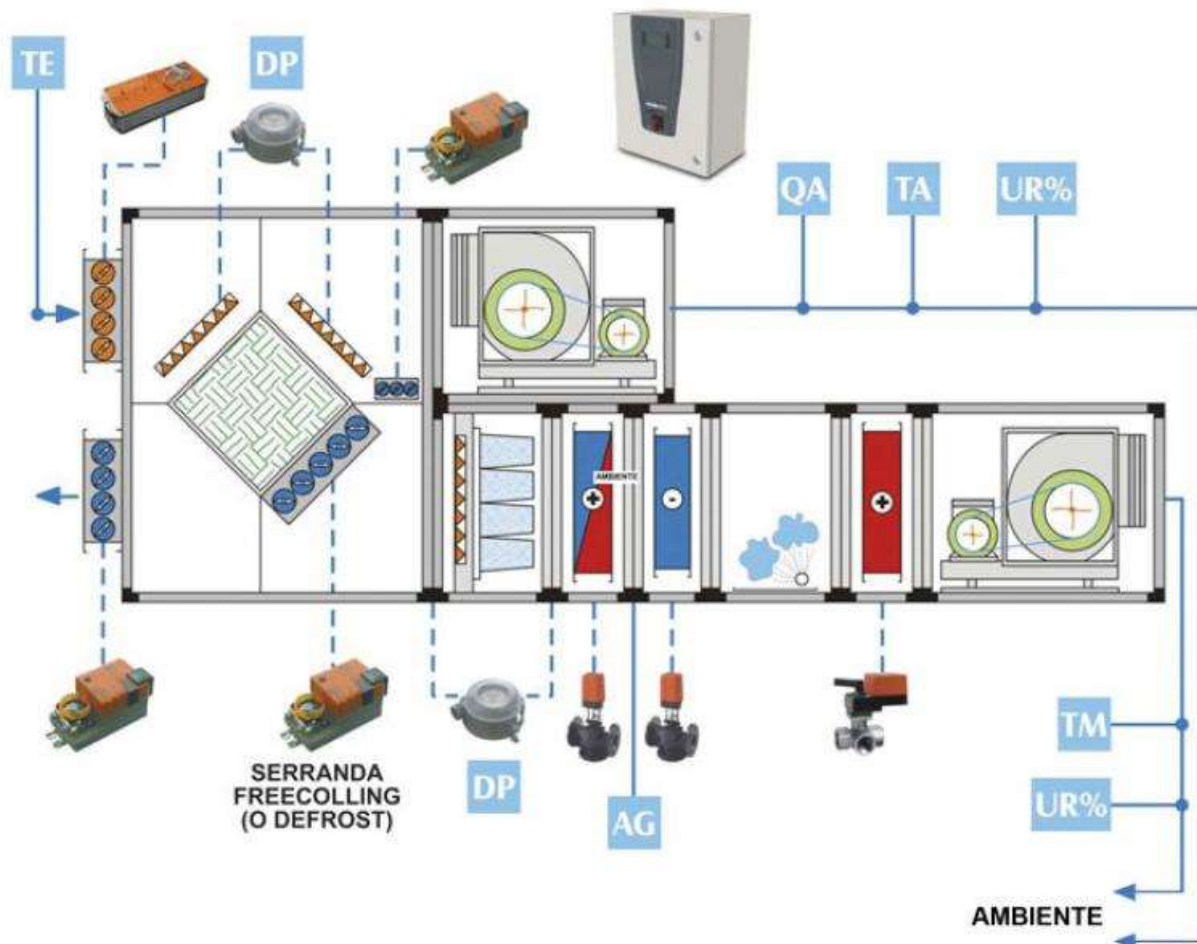 TE
DP
QA
TA
UR%
AMBIENTE
+
-
+
SERRANDA
FREECOLLING
(O DEFROST)
DP
AG
TM
UR%
AMBIENTE